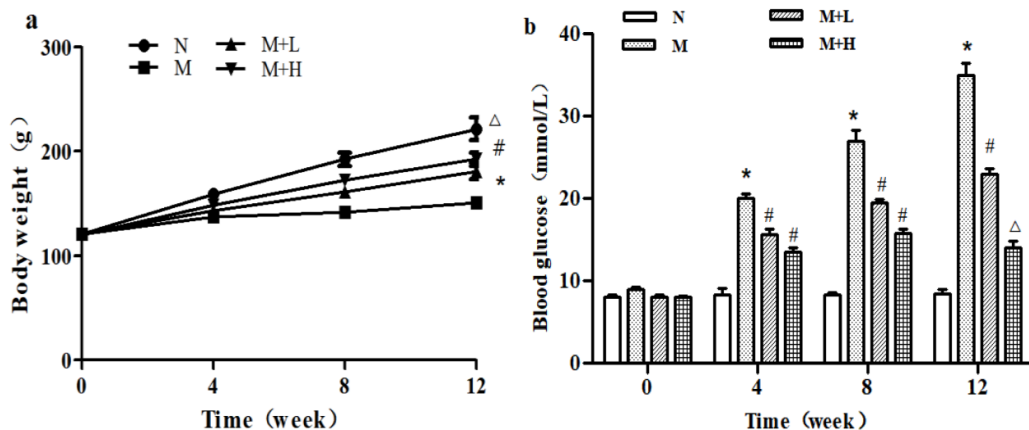 a
N
M
M+L
M+H
300
200
100
0
△
#
*
0 4 8 12
Body weight（g）
Time（week）
b
N
M
M+L
M+H
40
30
20
10
0
* # #
* # #
* # △
0 4 8 12
Blood glucose（mmol/L）
Time（week）